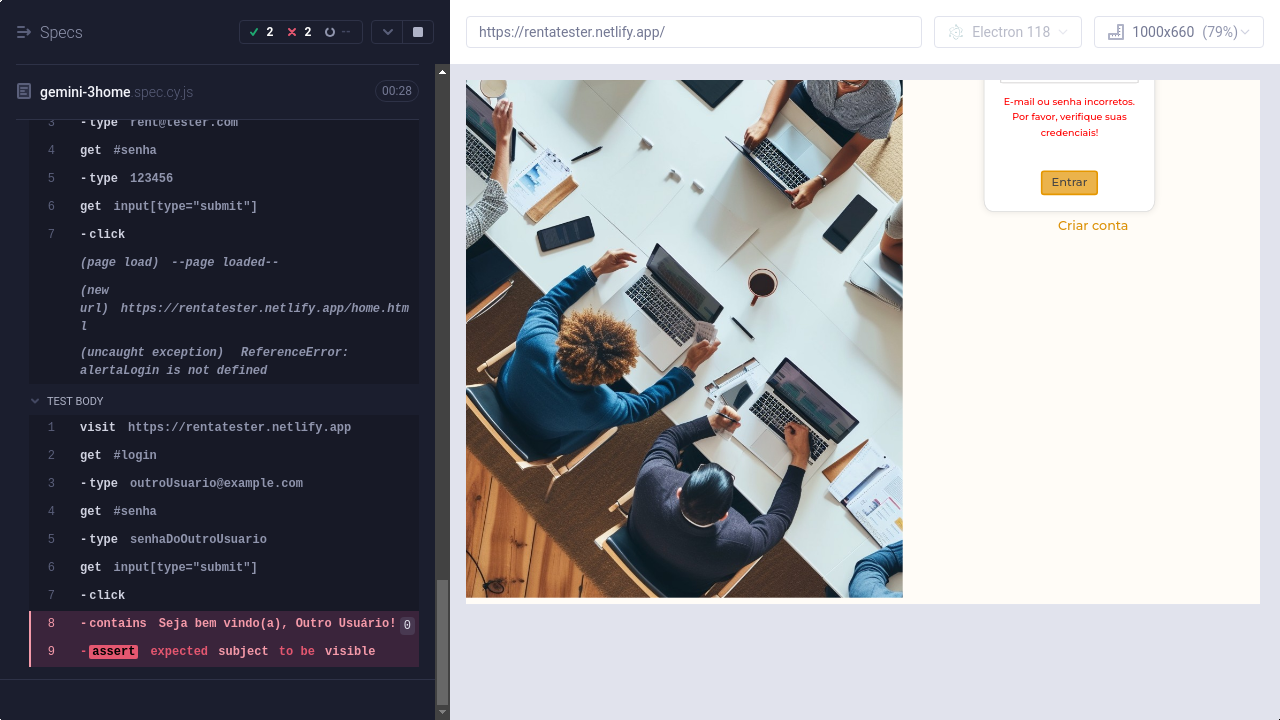 Specs
2
2
--
https://rentatester.netlify.app/
Electron 118
1000x660 (79%)
gemini-3home.spec.cy.js
00:28
3 -type rent@tester.com
4 get #senha
5 -type 123456
6 get input[type="submit"]
7 -click
(page load) --page loaded--
(new
url) https://rentatester.netlify.app/home.htm
l
(uncaught exception) ReferenceError:
alertaLogin is not defined
TEST BODY
1 visit https://rentatester.netlify.app
2 get #login
3 -type outroUsuario@example.com
4 get #senha
5 -type senhaDoOutroUsuario
6 get input[type="submit"]
7 -click
8 -contains Seja bem vindo(a), Outro Usuário! 0
9 -assert expected subject to be visible
E-mail ou senha incorretos.
Por favor, verifique suas
credenciais!
Entrar
Criar conta